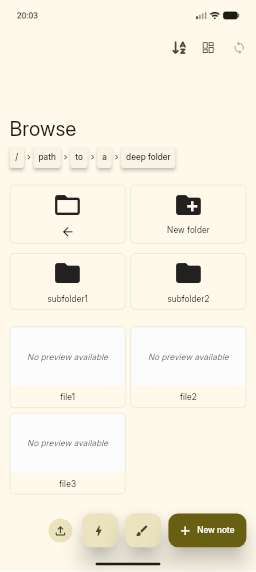 20:03
Browse
/ › path › to › a › deep folder
New folder
subfolder1 subfolder2
No preview available No preview available
file1 file2
No preview available
file3
New note